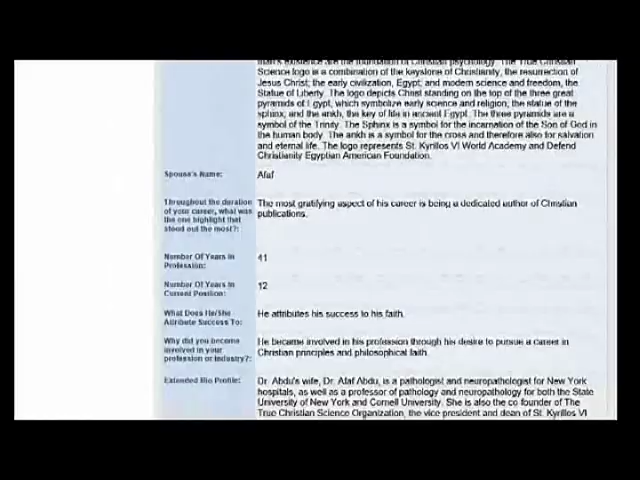 man's existence are the foundation of Christian psychology. The True Christian
Science logo is a combination of the keystone of Christianity, the resurrection of
Jesus Christ; the early civilization, Egypt; and modern science and freedom, the
Statue of Liberty. The logo depicts Christ standing on the top of the three great
pyramids of Egypt, which symbolize early science and religion; the statue of the
sphinx; and the ankh, the key of life in ancient Egypt. The three pyramids are a
symbol of the Trinity. The Sphinx is a symbol for the incarnation of the Son of God in
the human body. The ankh is a symbol for the cross and therefore also for salvation
and eternal life. The logo represents St. Kyrillos VI World Academy and Defend
Christianity Egyptian American Foundation.
Spouse's Name: Afaf
Throughout the duration of your career, what was the one highlight that stood out the most?:
The most gratifying aspect of his career is being a dedicated author of Christian
publications.
Number Of Years in Profession: 41
Number Of Years in Current Position: 12
What Does He/She Attribute Success To: He attributes his success to his faith.
Why did you become involved in your profession or industry?:
He became involved in his profession through his desire to pursue a career in
Christian principles and philosophical faith.
Extended Bio Profile: Dr. Abdu's wife, Dr. Afaf Abdu, is a pathologist and neuropathologist for New York
hospitals, as well as a professor of pathology and neuropathology for both the State
University of New York and Cornell University. She is also the co founder of The
True Christian Science Organization, the vice president and dean of St. Kyrillos VI